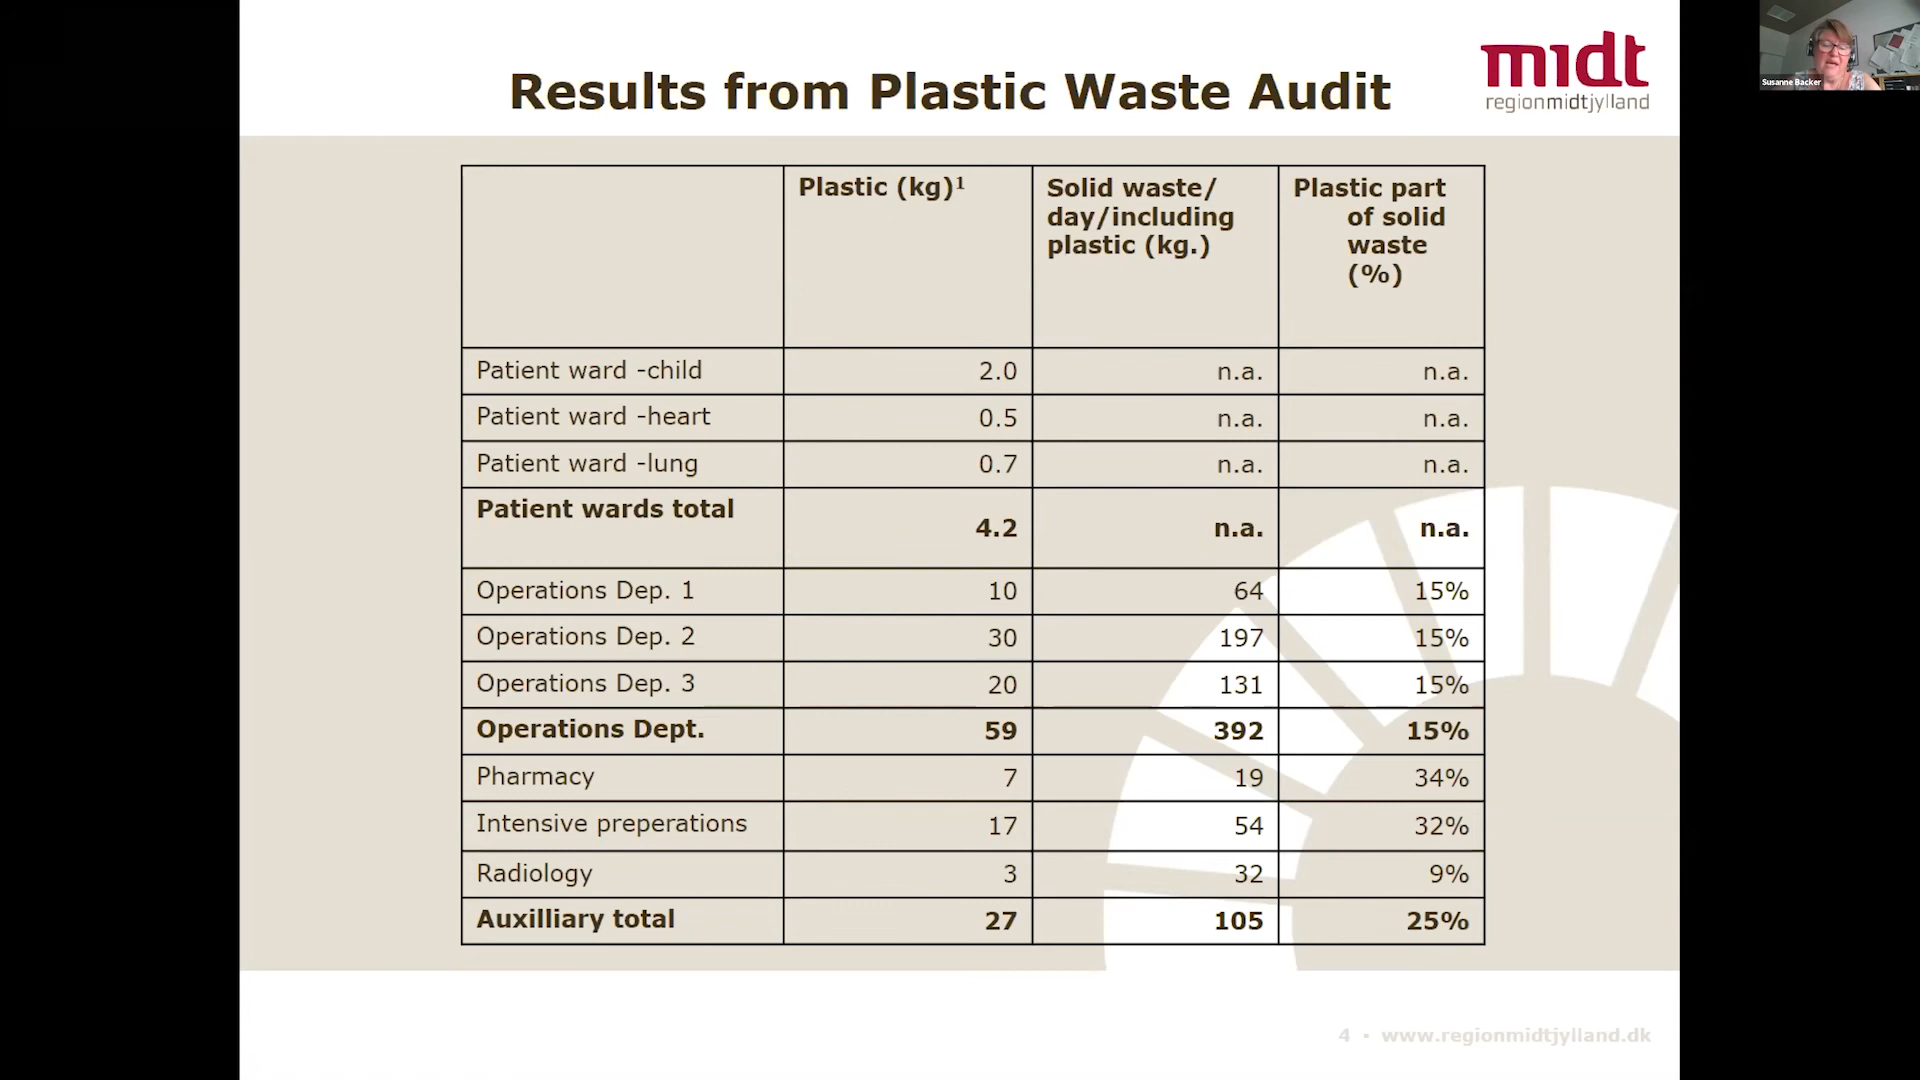 Results from Plastic Waste Audit
midt
regionmidtjylland
Susanne Backer
Plastic (kg)¹
Solid waste/
day/including
plastic (kg.)
Plastic part
of solid
waste
(%)
Patient ward -child 2.0 n.a. n.a.
Patient ward -heart 0.5 n.a. n.a.
Patient ward -lung 0.7 n.a. n.a.
Patient wards total 4.2 n.a. n.a.
Operations Dep. 1 10 64 15%
Operations Dep. 2 30 197 15%
Operations Dep. 3 20 131 15%
Operations Dept. 59 392 15%
Pharmacy 7 19 34%
Intensive preperations 17 54 32%
Radiology 3 32 9%
Auxilliary total 27 105 25%
4 ▪ www.regionmidtjylland.dk